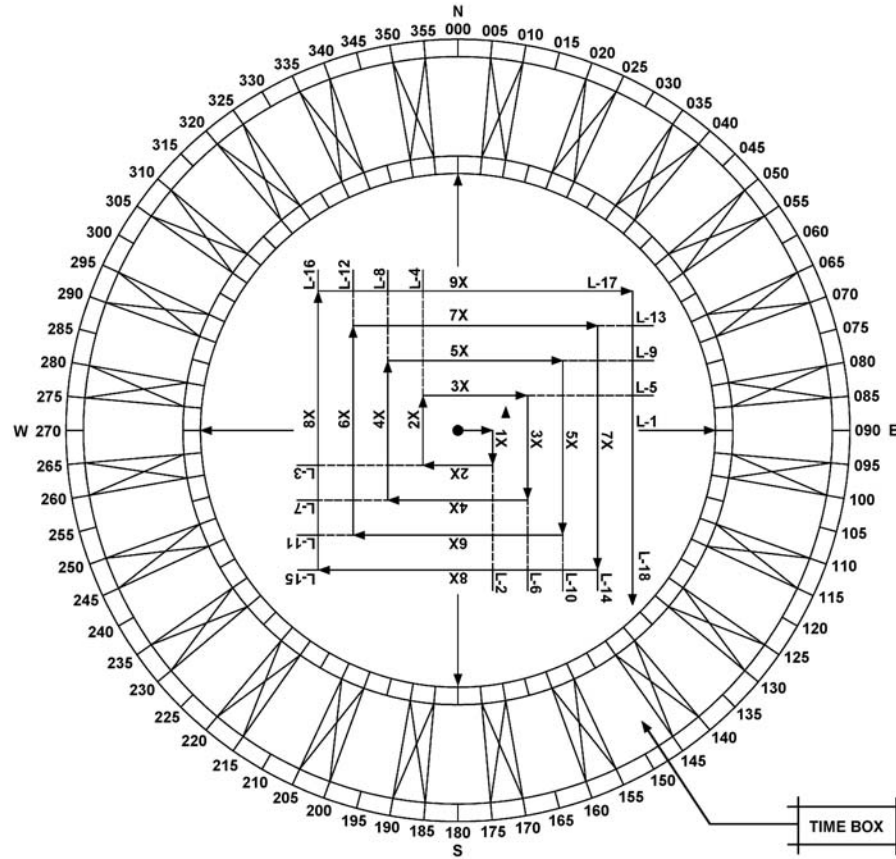 N
000
005
010
015
020
025
030
035
040
045
050
055
060
065
070
075
080
085
090 E
095
100
105
110
115
120
125
130
135
140
145
150
155
160
165
170
175
180
S
185
190
195
200
205
210
215
220
225
230
235
240
245
250
255
260
265
W 270
275
280
285
290
295
300
305
310
315
320
325
330
335
340
345
350
355
L-16
L-12
L-8
L-4
9X
L-17
7X
L-13
5X
L-9
3X
L-5
8X
6X
4X
2X
1X
3X
5X
7X
L-1
L-3
2X
L-7
4X
L-11
6X
L-15
8X
L-2
L-6
L-10
L-14
L-18
TIME BOX